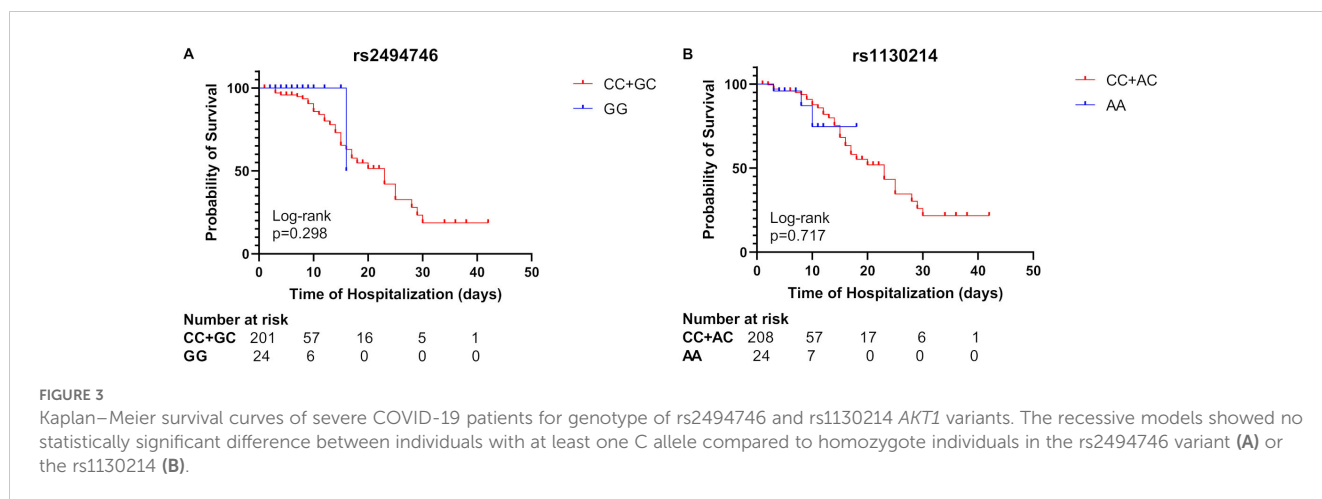 A
rs2494746
CC+GC
GG
Probability of Survival
100
50
0
Log-rank
p=0.298
0 10 20 30 40 50
Time of Hospitalization (days)
Number at risk
CC+GC 201 57 16 5 1
GG 24 6 0 0 0
B
rs1130214
CC+AC
AA
Probability of Survival
100
50
0
Log-rank
p=0.717
0 10 20 30 40 50
Time of Hospitalization (days)
Number at risk
CC+AC 208 57 17 6 1
AA 24 7 0 0 0
FIGURE 3
Kaplan–Meier survival curves of severe COVID-19 patients for genotype of rs2494746 and rs1130214 AKT1 variants. The recessive models showed no
statistically significant difference between individuals with at least one C allele compared to homozygote individuals in the rs2494746 variant (A) or
the rs1130214 (B).